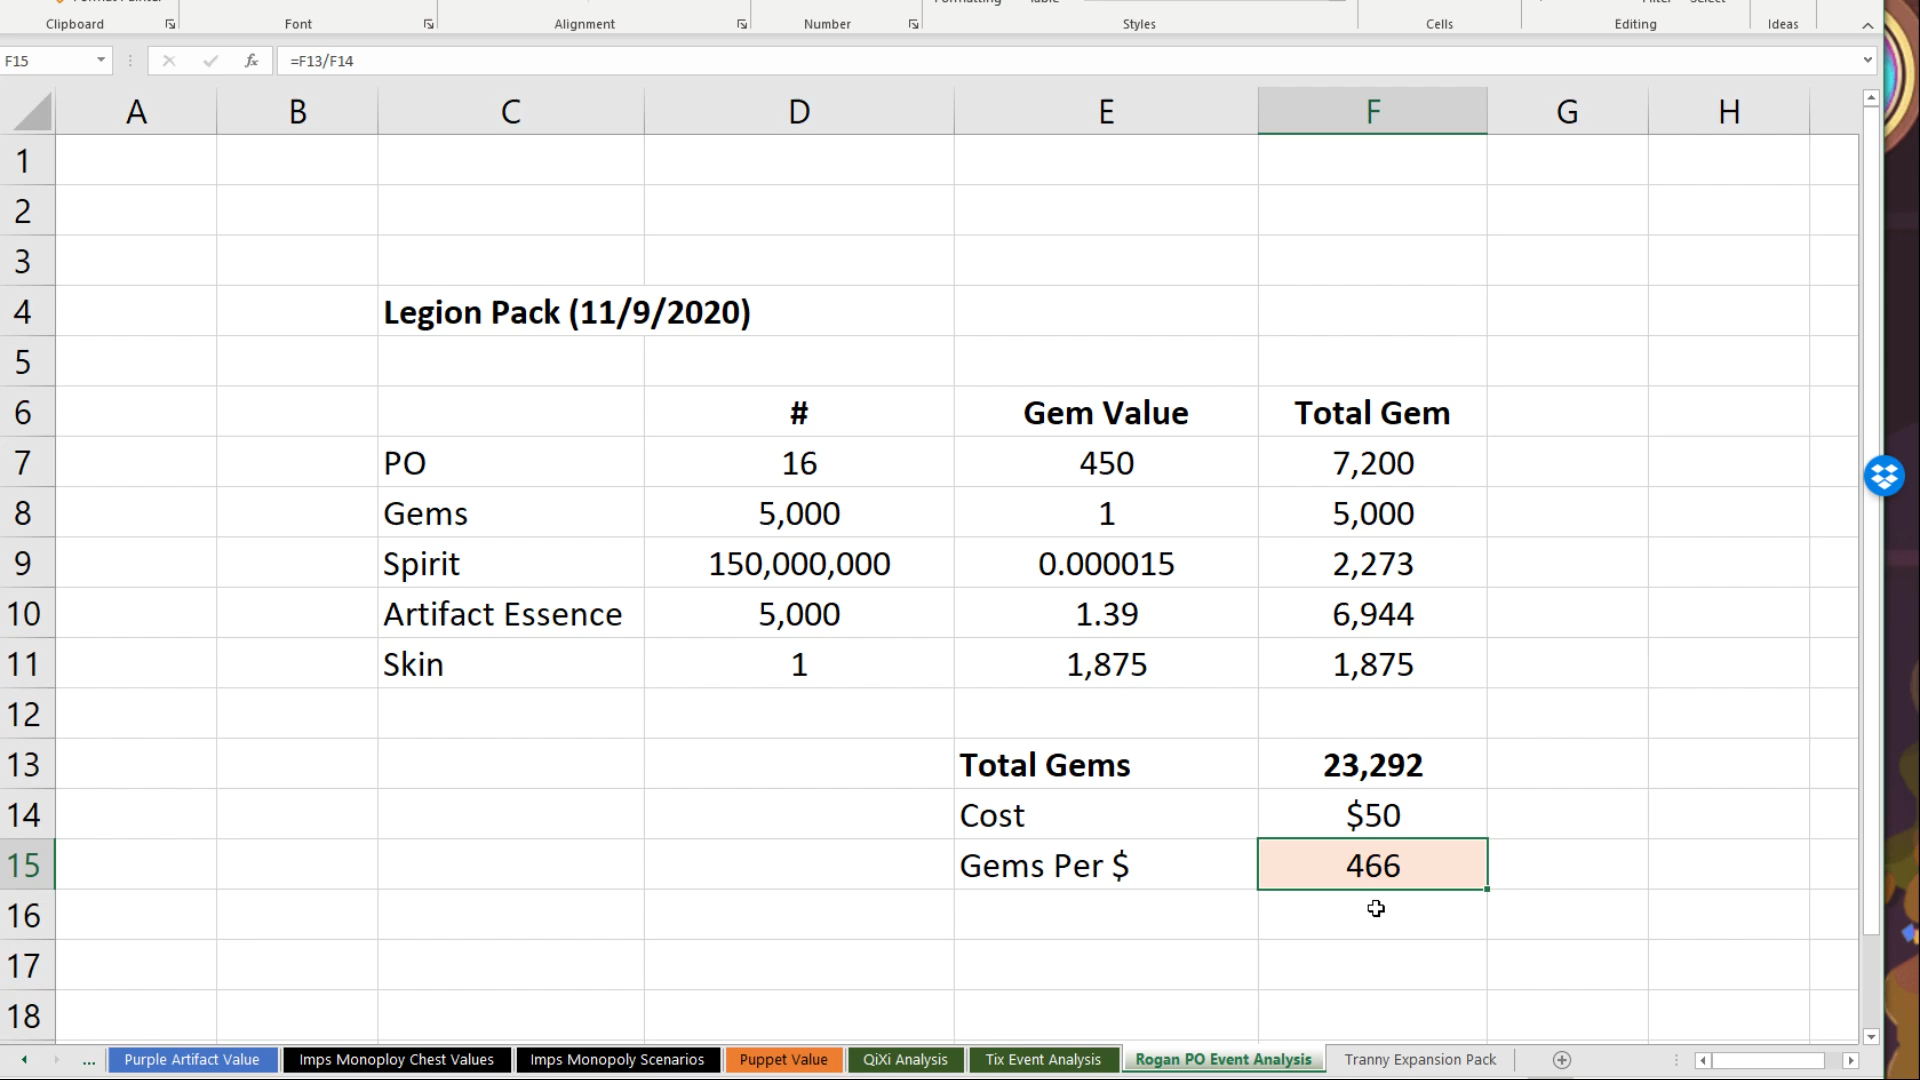 Clipboard Font Alignment Number Styles Cells Editing Ideas
F15 fx =F13/F14
A B C D E F G H
1
2
3
4 Legion Pack (11/9/2020)
5
6 # Gem Value Total Gem
7 PO 16 450 7,200
8 Gems 5,000 1 5,000
9 Spirit 150,000,000 0.000015 2,273
10 Artifact Essence 5,000 1.39 6,944
11 Skin 1 1,875 1,875
12
13 Total Gems 23,292
14 Cost $50
15 Gems Per $ 466
16
17
18
... Purple Artifact Value Imps Monoploy Chest Values Imps Monopoly Scenarios Puppet Value QiXi Analysis Tix Event Analysis Rogan PO Event Analysis Tranny Expansion Pack